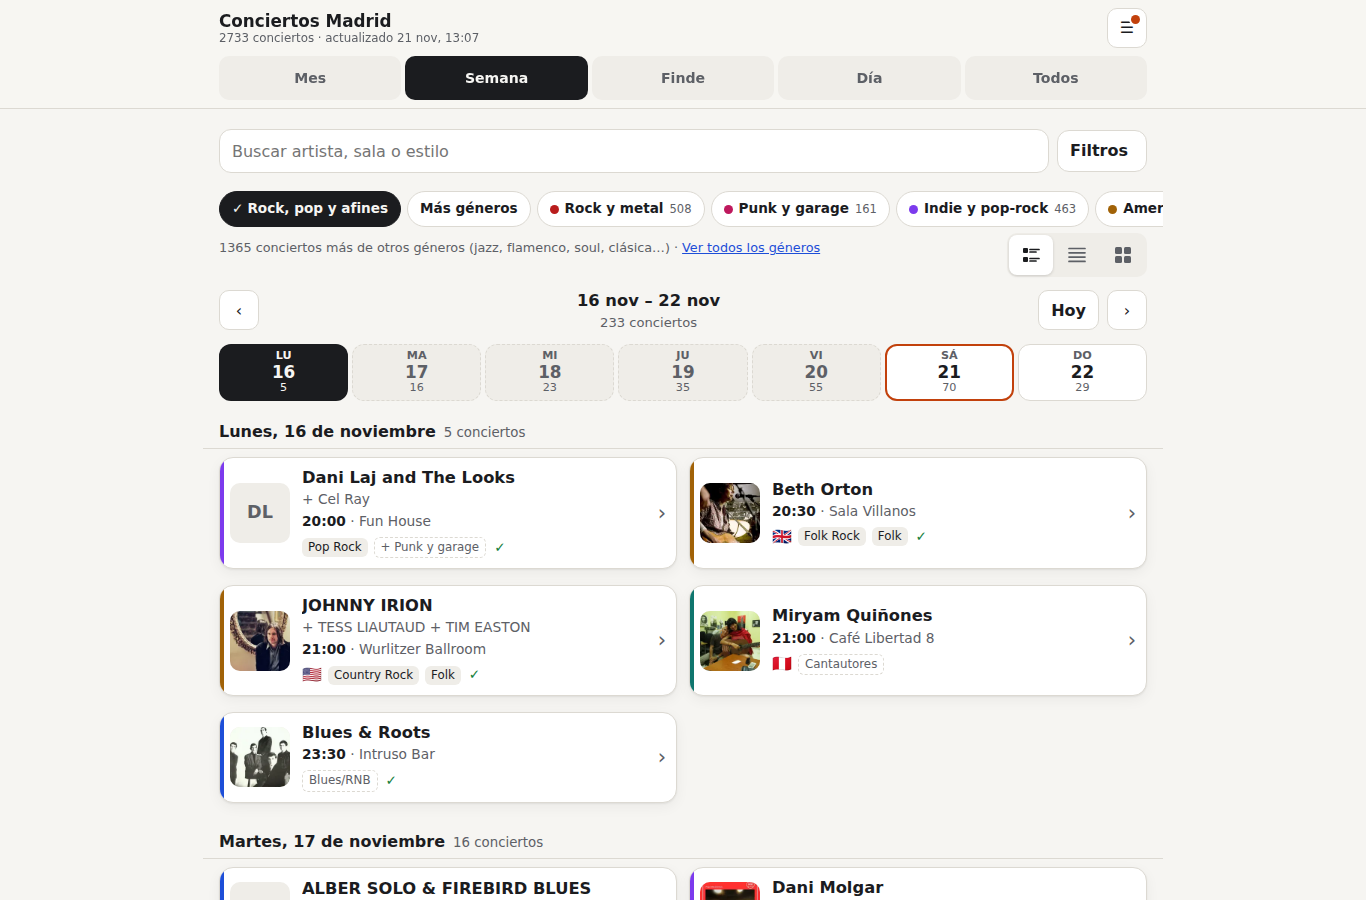 Conciertos Madrid
2733 conciertos · actualizado 21 nov, 13:07
☰
Mes
Semana
Finde
Día
Todos
Buscar artista, sala o estilo
Filtros
✓ Rock, pop y afines
Más géneros
Rock y metal 508
Punk y garage 161
Indie y pop-rock 463
Amer
1365 conciertos más de otros géneros (jazz, flamenco, soul, clásica…) · Ver todos los géneros
‹
16 nov – 22 nov
233 conciertos
Hoy
›
LU
16
5
MA
17
16
MI
18
23
JU
19
35
VI
20
55
SÁ
21
70
DO
22
29
Lunes, 16 de noviembre 5 conciertos
DL
Dani Laj and The Looks
+ Cel Ray
20:00 · Fun House
Pop Rock + Punk y garage ✓
›
Beth Orton
20:30 · Sala Villanos
Folk Rock Folk ✓
›
JOHNNY IRION
+ TESS LIAUTAUD + TIM EASTON
21:00 · Wurlitzer Ballroom
Country Rock Folk ✓
›
Miryam Quiñones
21:00 · Café Libertad 8
Cantautores
›
Blues & Roots
23:30 · Intruso Bar
Blues/RNB ✓
›
Martes, 17 de noviembre 16 conciertos
ALBER SOLO & FIREBIRD BLUES
Dani Molgar